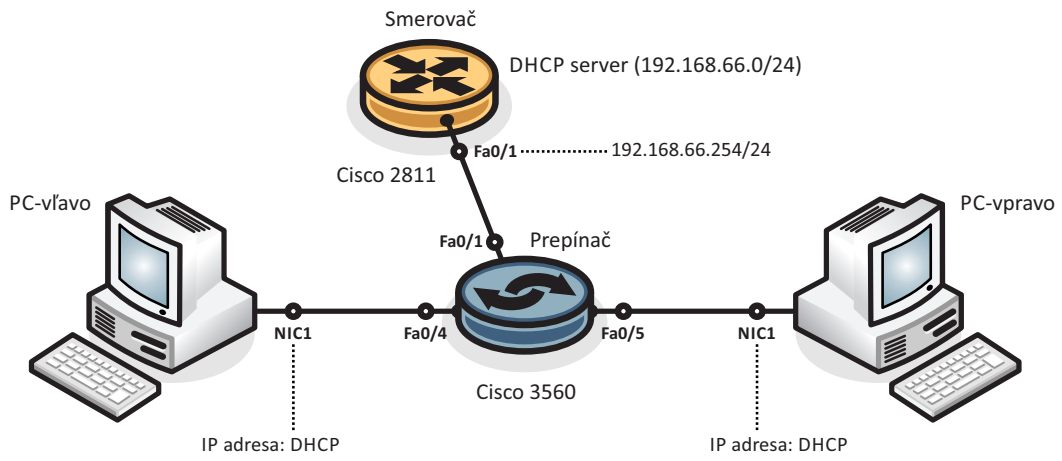 Smerovač
DHCP server (192.168.66.0/24)
Fa0/1
192.168.66.254/24
Cisco 2811
PC-vľavo
PC-vpravo
Fa0/1
Prepínač
NIC1
Fa0/4
Fa0/5
NIC1
Cisco 3560
IP adresa: DHCP
IP adresa: DHCP